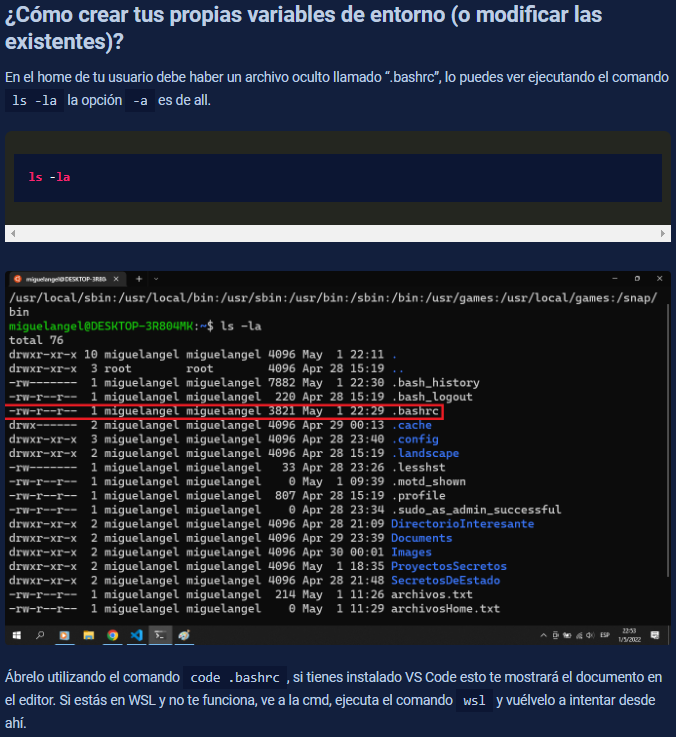 ¿Cómo crear tus propias variables de entorno (o modificar las
existentes)?
En el home de tu usuario debe haber un archivo oculto llamado “.bashrc”, lo puedes ver ejecutando el comando
ls -la la opción -a es de all.
ls -la
miguelangel@DESKTOP-3R804
/usr/local/sbin:/usr/local/bin:/usr/sbin:/usr/bin:/sbin:/bin:/usr/games:/usr/local/games:/snap/
bin
miguelangel@DESKTOP-3R804MK:~$ ls -la
total 76
drwxr-xr-x 10 miguelangel miguelangel 4096 May  1 22:11 .
drwxr-xr-x  3 root        root        4096 Apr 28 15:19 ..
-rw-------  1 miguelangel miguelangel 7882 May  1 22:30 .bash_history
-rw-r--r--  1 miguelangel miguelangel  220 Apr 28 15:19 .bash_logout
-rw-r--r--  1 miguelangel miguelangel 3821 May  1 22:29 .bashrc
drwx------  2 miguelangel miguelangel 4096 Apr 29 00:13 .cache
drwxr-xr-x  3 miguelangel miguelangel 4096 Apr 28 23:40 .config
drwxr-xr-x  2 miguelangel miguelangel 4096 Apr 28 15:19 .landscape
-rw-------  1 miguelangel miguelangel   33 Apr 28 23:26 .lesshst
-rw-r--r--  1 miguelangel miguelangel    0 May  1 09:39 .motd_shown
-rw-r--r--  1 miguelangel miguelangel  807 Apr 28 15:19 .profile
-rw-r--r--  1 miguelangel miguelangel    0 Apr 28 23:34 .sudo_as_admin_successful
drwxr-xr-x  2 miguelangel miguelangel 4096 Apr 28 21:09 DirectorioInteresante
drwxr-xr-x  2 miguelangel miguelangel 4096 Apr 29 23:39 Documents
drwxr-xr-x  2 miguelangel miguelangel 4096 Apr 30 00:01 Images
drwxr-xr-x  2 miguelangel miguelangel 4096 May  1 18:35 ProyectosSecretos
drwxr-xr-x  2 miguelangel miguelangel 4096 Apr 28 21:48 SecretosDeEstado
-rw-r--r--  1 miguelangel miguelangel  214 May  1 11:26 archivos.txt
-rw-r--r--  1 miguelangel miguelangel    0 May  1 11:29 archivosHome.txt
ESP
22:53
1/5/2022
Ábrelo utilizando el comando code .bashrc, si tienes instalado VS Code esto te mostrará el documento en
el editor. Si estás en WSL y no te funciona, ve a la cmd, ejecuta el comando wsl y vuélvelo a intentar desde
ahí.